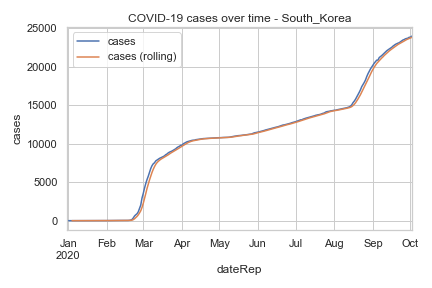 COVID-19 cases over time - South_Korea
cases
cases (rolling)
25000
20000
15000
10000
5000
0
cases
Jan Feb Mar Apr May Jun Jul Aug Sep Oct
2020
dateRep